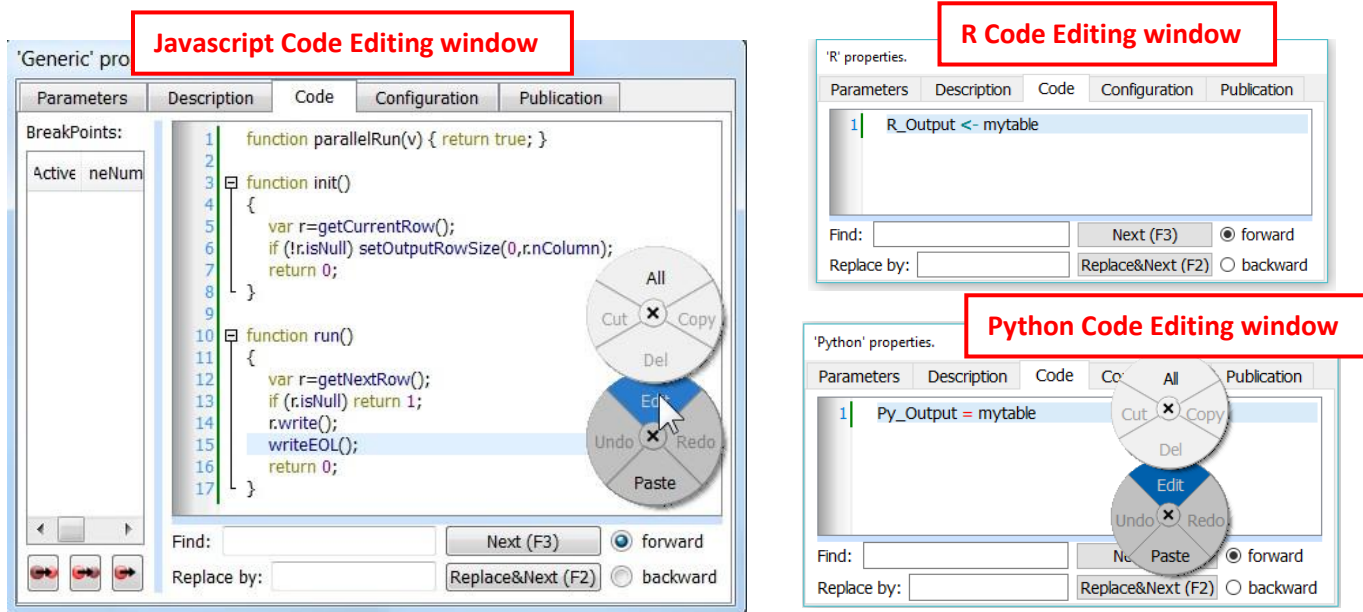 Javascript Code Editing window
'Generic' pro
Parameters Description Code Configuration Publication
BreakPoints:
Active neNum
1 function parallelRun(v) { return true; }
2
3 function init()
4 {
5 var r=getCurrentRow();
6 if (!r.isNull) setOutputRowSize(0,r.nColumn);
7 return 0;
8 }
9
10 function run()
11 {
12 var r=getNextRow();
13 if (r.isNull) return 1;
14 r.write();
15 writeEOL();
16 return 0;
17 }
All
Cut Copy
Del
Edit
Undo Redo
Paste
Find: Next (F3) forward
Replace by: Replace&Next (F2) backward
R Code Editing window
'R' properties.
Parameters Description Code Configuration Publication
1 R_Output <- mytable
Find: Next (F3) forward
Replace by: Replace&Next (F2) backward
Python Code Editing window
'Python' properties.
Parameters Description Code Co Publication
1 Py_Output = mytable
All
Cut Copy
Del
Edit
Undo Redo
Paste
Find: Ne forward
Replace by: Replace&Next (F2) backward